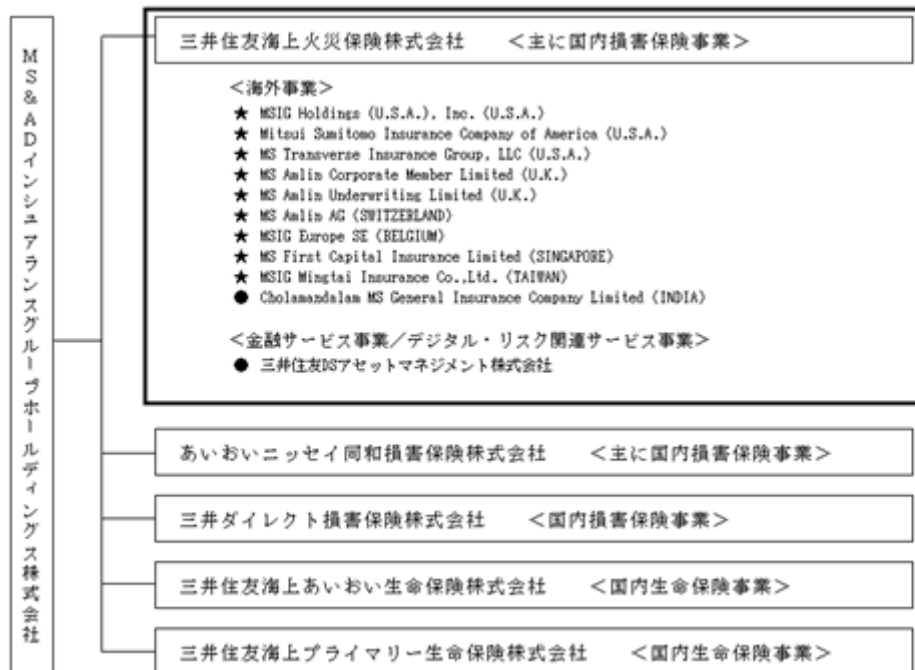 MS&ADインシュアランスグループホールディングス株式会社
三井住友海上火災保険株式会社 <主に国内損害保険事業>
<海外事業>
★ MSIG Holdings (U.S.A.), Inc. (U.S.A.)
★ Mitsui Sumitomo Insurance Company of America (U.S.A.)
★ MS Transverse Insurance Group, LLC (U.S.A.)
★ MS Amlin Corporate Member Limited (U.K.)
★ MS Amlin Underwriting Limited (U.K.)
★ MS Amlin AG (SWITZERLAND)
★ MSIG Europe SE (BELGIUM)
★ MS First Capital Insurance Limited (SINGAPORE)
★ MSIG Mingtai Insurance Co.,Ltd. (TAIWAN)
● Cholamandalam MS General Insurance Company Limited (INDIA)
<金融サービス事業/デジタル・リスク関連サービス事業>
● 三井住友DSアセットマネジメント株式会社
あいおいニッセイ同和損害保険株式会社 <主に国内損害保険事業>
三井ダイレクト損害保険株式会社 <国内損害保険事業>
三井住友海上あいおい生命保険株式会社 <国内生命保険事業>
三井住友海上プライマリー生命保険株式会社 <国内生命保険事業>